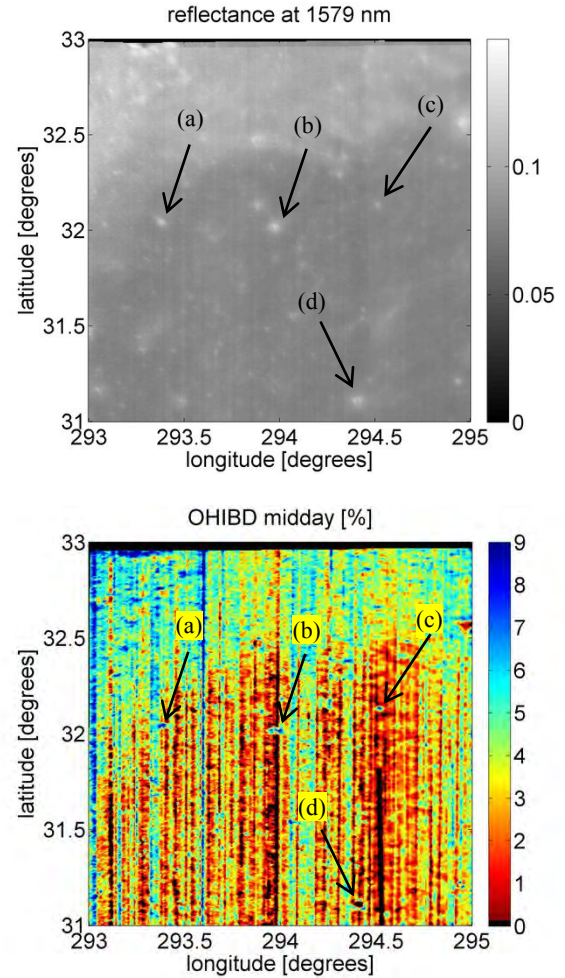 reflectance at 1579 nm
33
32.5
32
31.5
31
latitude [degrees]
(a)
(b)
(c)
(d)
0.1
0.05
0
293
293.5
294
294.5
295
longitude [degrees]
OHIBD midday [%]
33
32.5
32
31.5
31
latitude [degrees]
(a)
(b)
(c)
(d)
9
8
7
6
5
4
3
2
1
0
293
293.5
294
294.5
295
longitude [degrees]